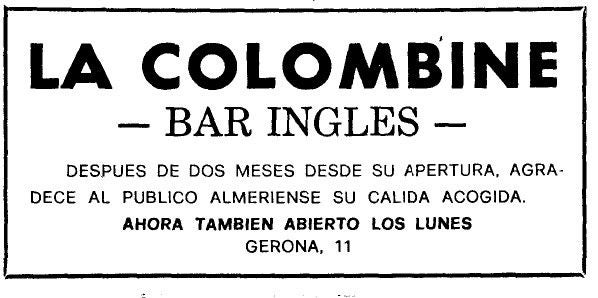 LA COLOMBINE
— BAR INGLES —
DESPUES DE DOS MESES DESDE SU APERTURA, AGRA-
DECE AL PUBLICO ALMERIENSE SU CALIDA ACOGIDA.
AHORA TAMBIEN ABIERTO LOS LUNES
GERONA, 11